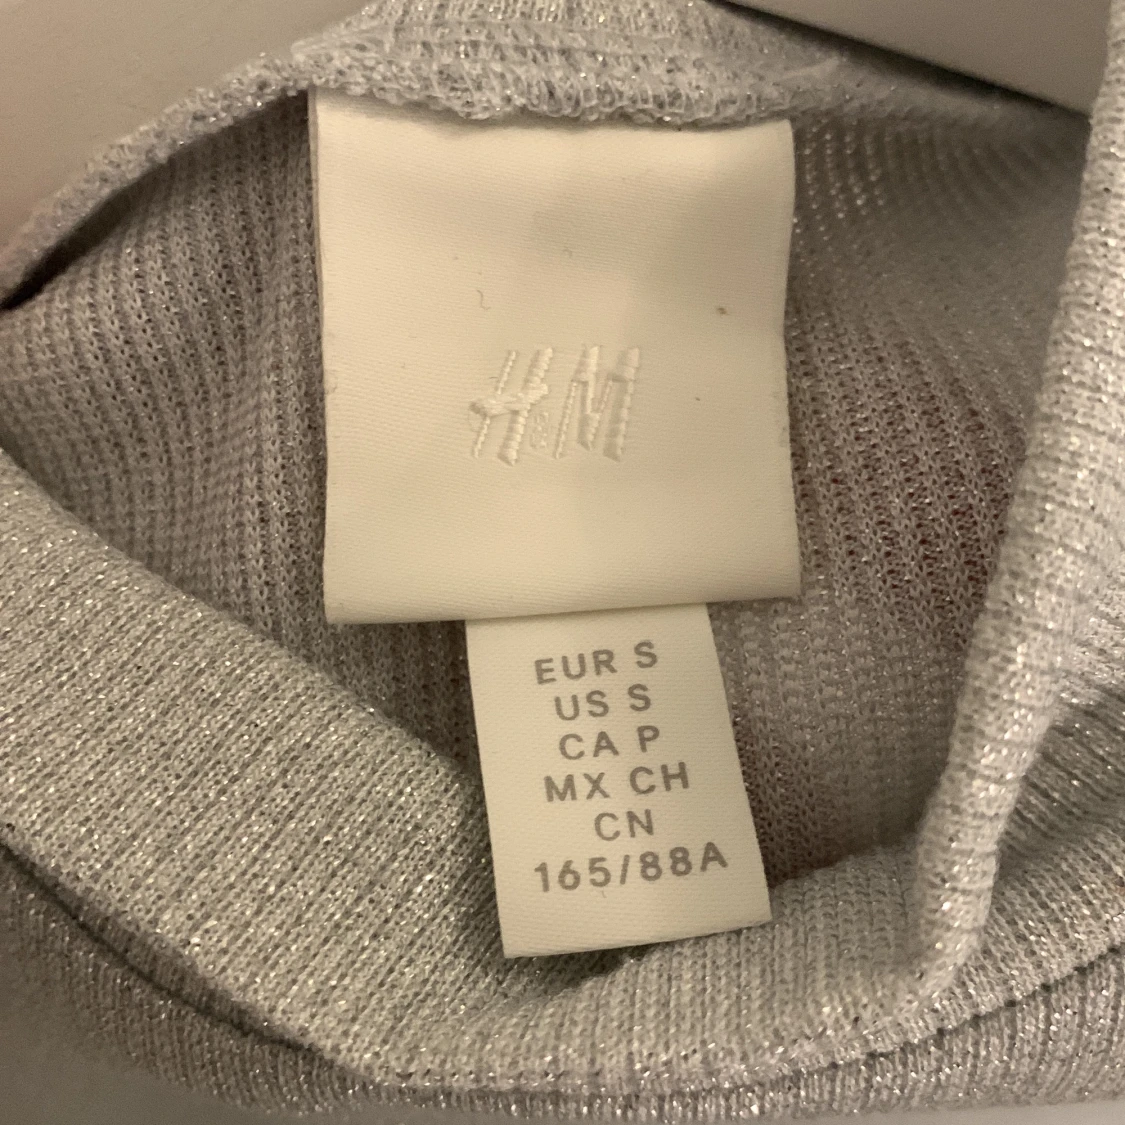 H&M
EUR S
US S
CA P
MX CH
CN
165/88A